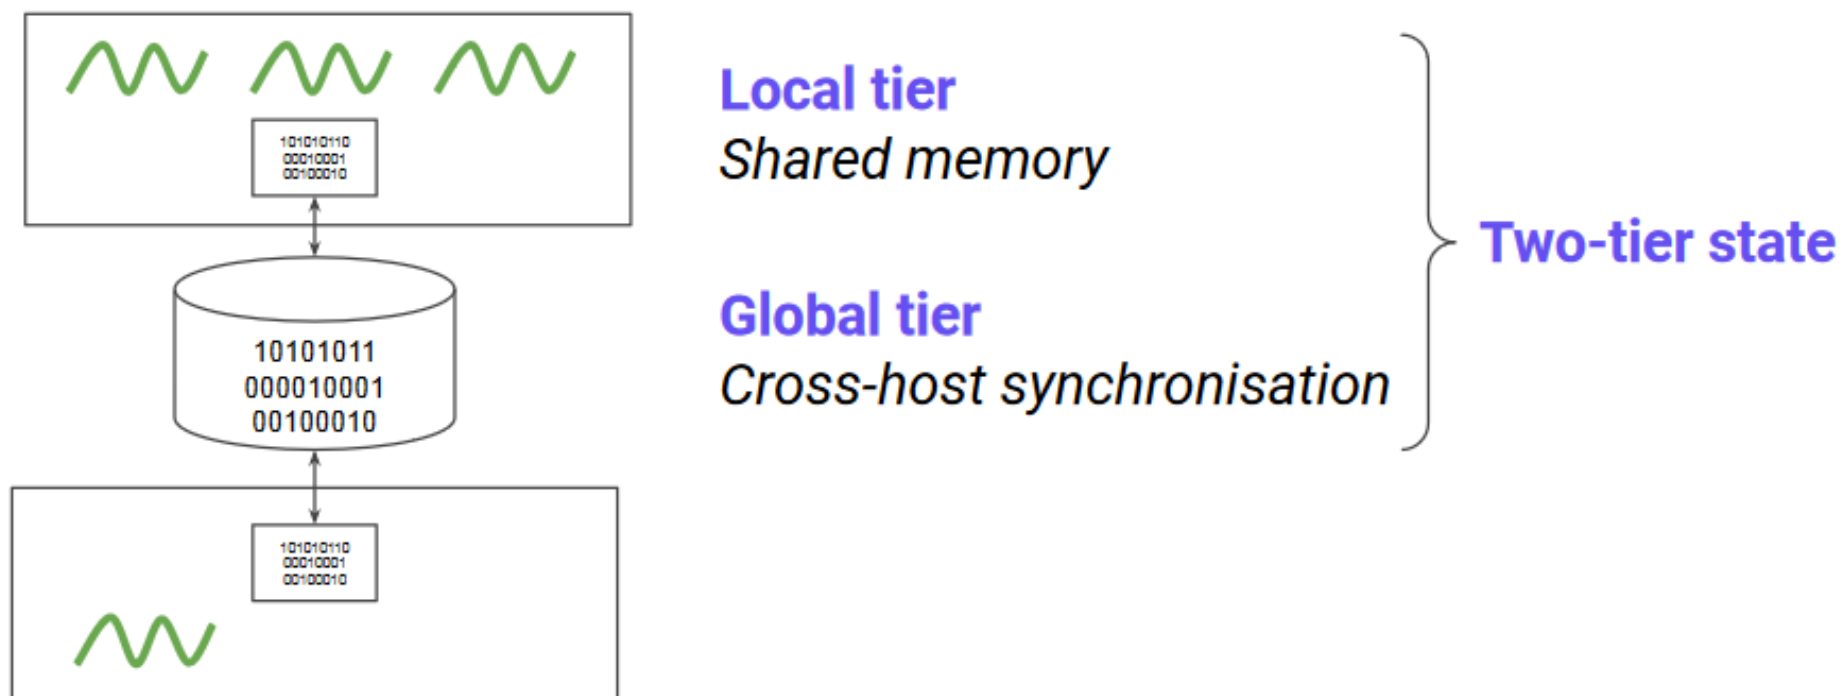 101010110
00010001
00100010
Local tier
Shared memory
Two-tier state
Global tier
Cross-host synchronisation
10101011
000010001
00100010
101010110
00010001
00100010